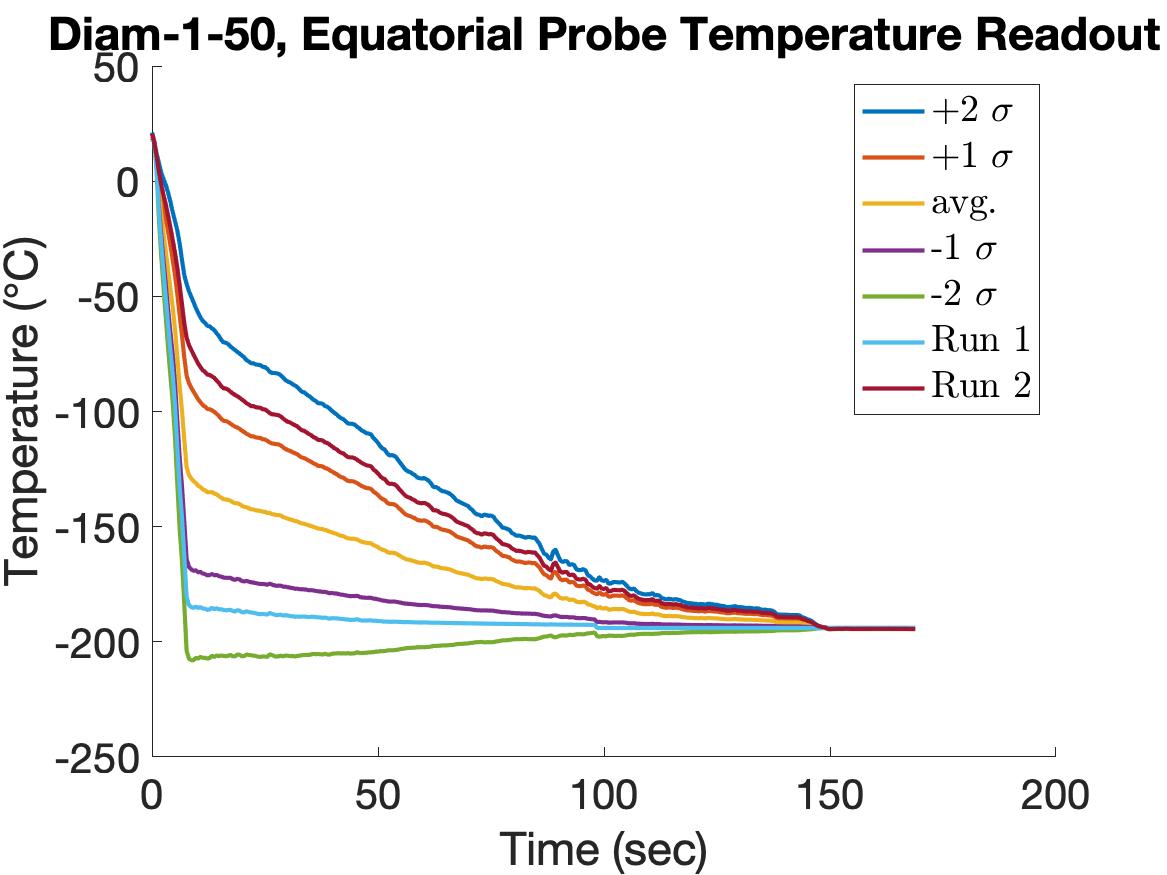 Diam-1-50, Equatorial Probe Temperature Readout
50
0
-50
-100
-150
-200
-250
Temperature (°C)
0 50 100 150 200
Time (sec)
+2 σ
+1 σ
avg.
-1 σ
-2 σ
Run 1
Run 2